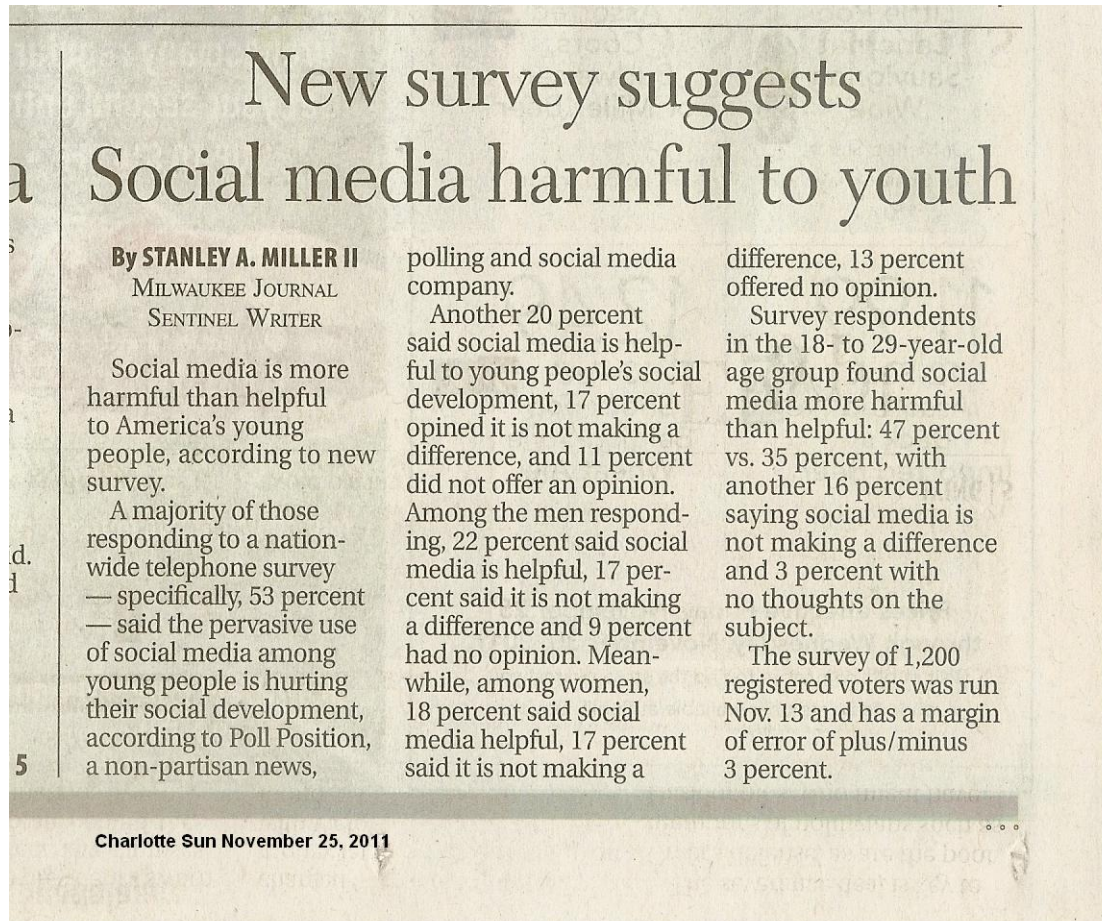 New survey suggests
Social media harmful to youth
By STANLEY A. MILLER II
MILWAUKEE JOURNAL
SENTINEL WRITER
Social media is more
harmful than helpful
to America's young
people, according to new
survey.
A majority of those
responding to a nation-
wide telephone survey
— specifically, 53 percent
— said the pervasive use
of social media among
young people is hurting
their social development,
according to Poll Position,
a non-partisan news,
polling and social media
company.
Another 20 percent
said social media is help-
ful to young people's social
development, 17 percent
opined it is not making a
difference, and 11 percent
did not offer an opinion.
Among the men respond-
ing, 22 percent said social
media is helpful, 17 per-
cent said it is not making
a difference and 9 percent
had no opinion. Mean-
while, among women,
18 percent said social
media helpful, 17 percent
said it is not making a
difference, 13 percent
offered no opinion.
Survey respondents
in the 18- to 29-year-old
age group found social
media more harmful
than helpful: 47 percent
vs. 35 percent, with
another 16 percent
saying social media is
not making a difference
and 3 percent with
no thoughts on the
subject.
The survey of 1,200
registered voters was run
Nov. 13 and has a margin
of error of plus/minus
3 percent.
5
Charlotte Sun November 25, 2011